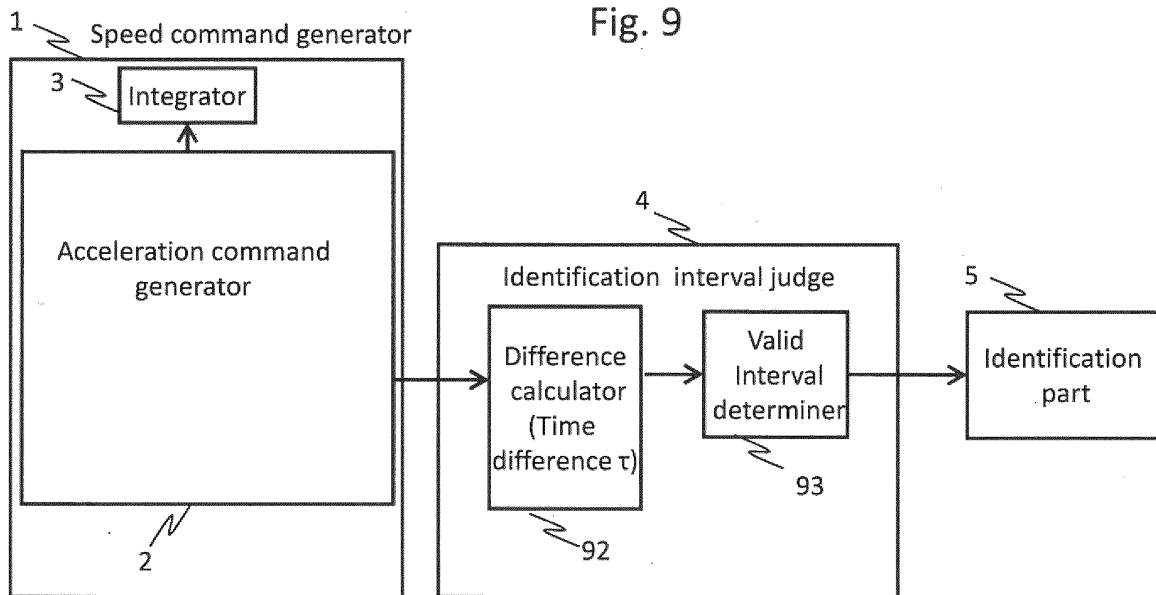 Fig. 9
1
Speed command generator
3
Integrator
Acceleration command
generator
2
4
Identification interval judge
Difference
calculator
(Time
difference τ)
92
Valid
Interval
determiner
93
5
Identification
part